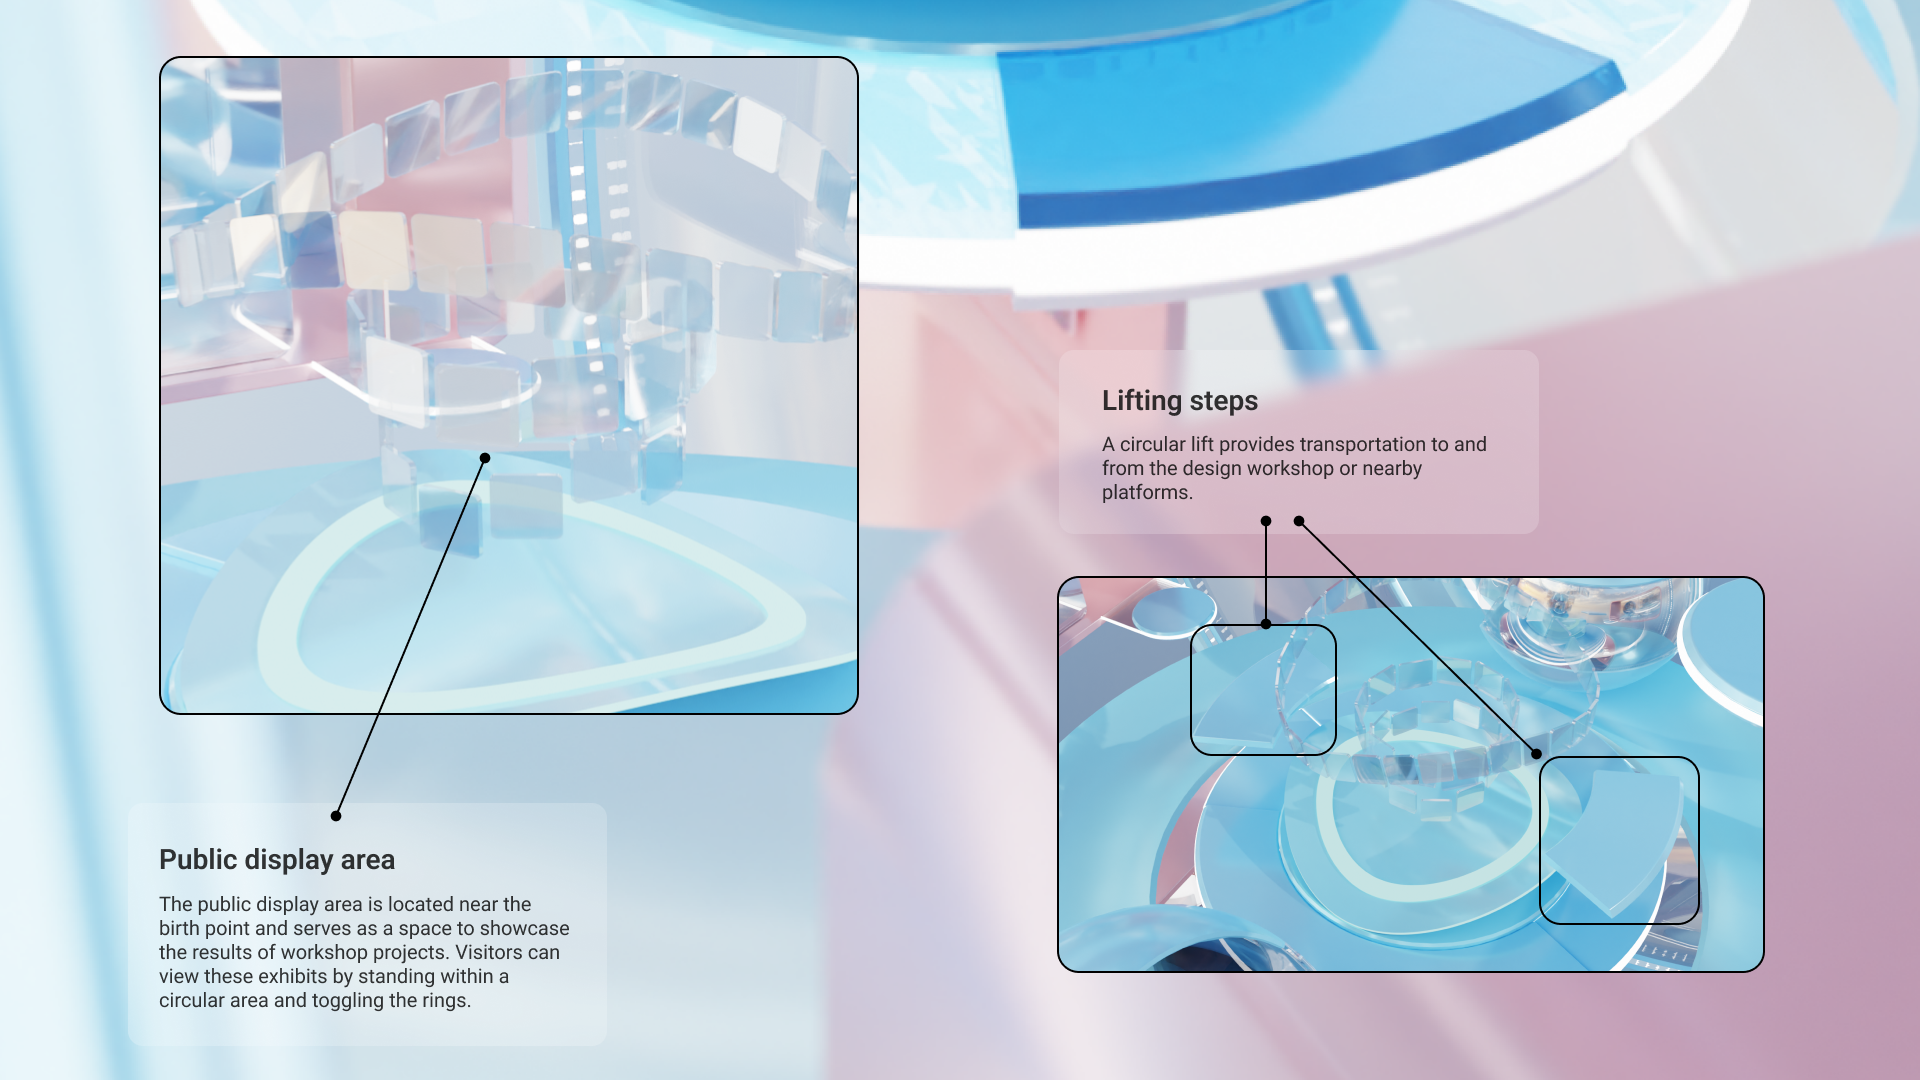 Lifting steps
A circular lift provides transportation to and
from the design workshop or nearby
platforms.
Public display area
The public display area is located near the
birth point and serves as a space to showcase
the results of workshop projects. Visitors can
view these exhibits by standing within a
circular area and toggling the rings.